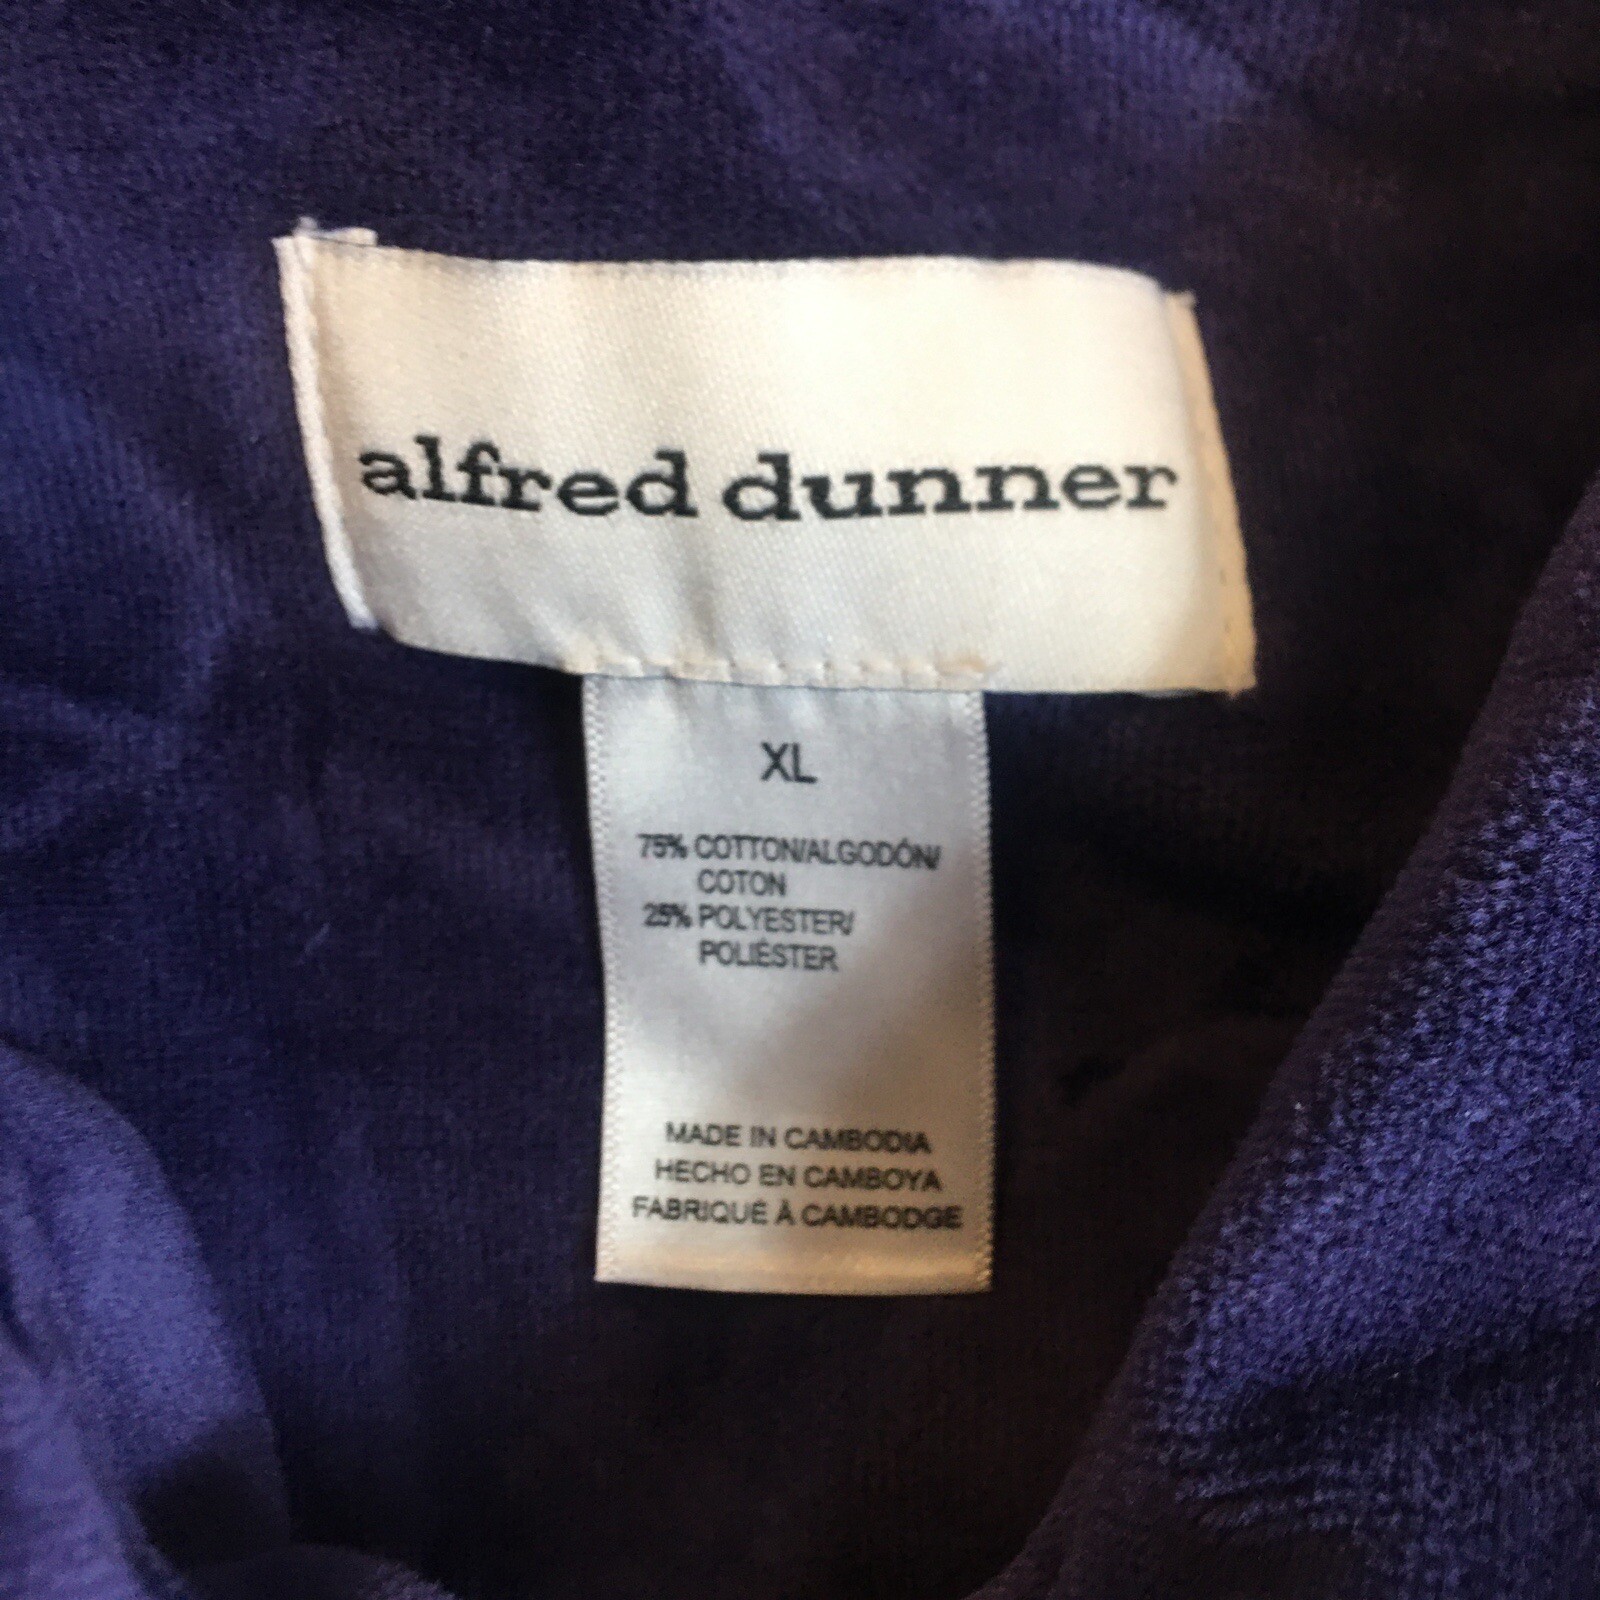 alfred dunner
XL
75% COTTON/ALGODÓN/
COTON
25% POLYESTER/
POLIÉSTER
MADE IN CAMBODIA
HECHO EN CAMBOYA
FABRIQUÉ À CAMBODGE